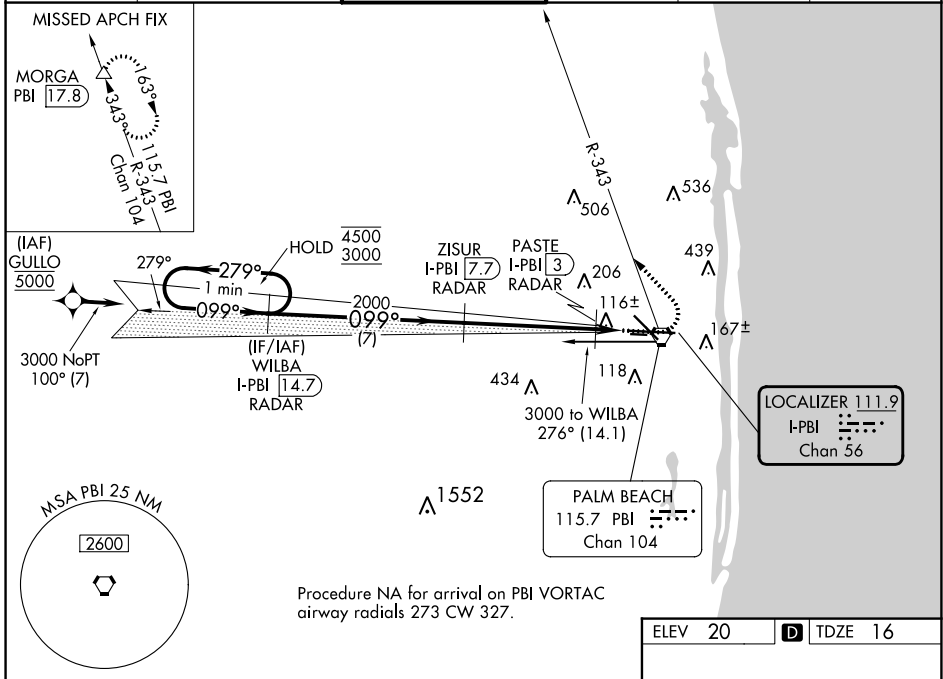 MISSED APCH FIX
MORGA
PBI 17.8
163°
343°
115.7 PBI
R-343
Chan 104
R-343
506
536
439
(IAF)
GULLO
5000
279°
HOLD
4500
3000
279°
1 min
099°
2000
099°
(7)
ZISUR
I-PBI 7.7
RADAR
PASTE
I-PBI 3
RADAR
206
116±
167±
3000 NoPT
100° (7)
(IF/IAF)
WILBA
I-PBI 14.7
RADAR
434
118
3000 to WILBA
276° (14.1)
LOCALIZER 111.9
I-PBI
Chan 56
1552
PALM BEACH
115.7 PBI
Chan 104
MSA PBI 25 NM
2600
Procedure NA for arrival on PBI VORTAC
airway radials 273 CW 327.
ELEV 20 D TDZE 16